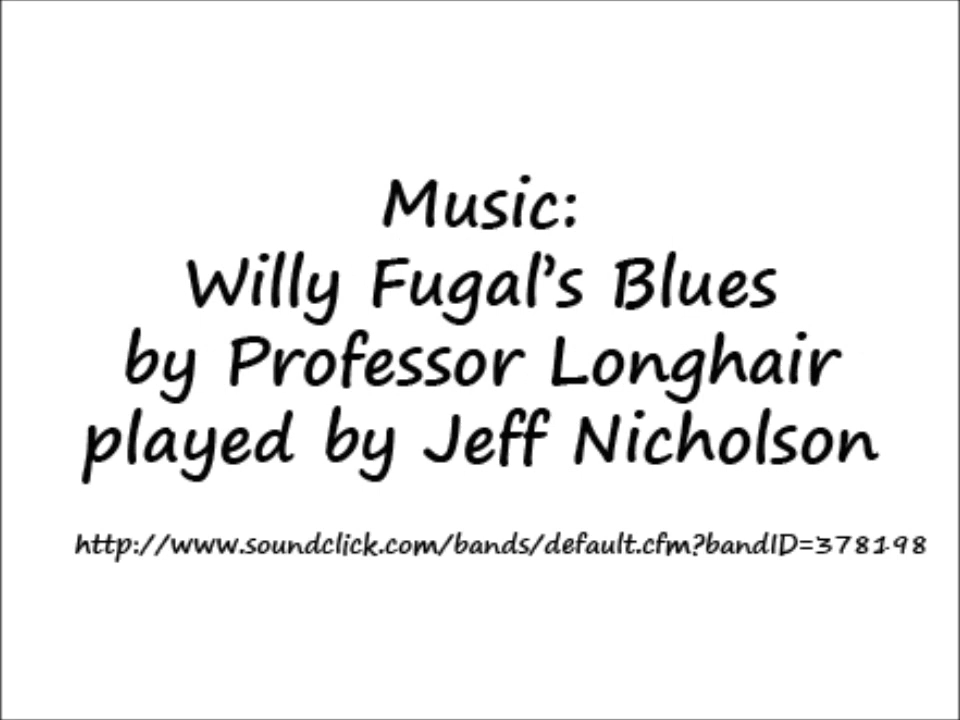 Music:
Willy Fugal's Blues
by Professor Longhair
played by Jeff Nicholson
http://www.soundclick.com/bands/default.cfm?bandID=378198